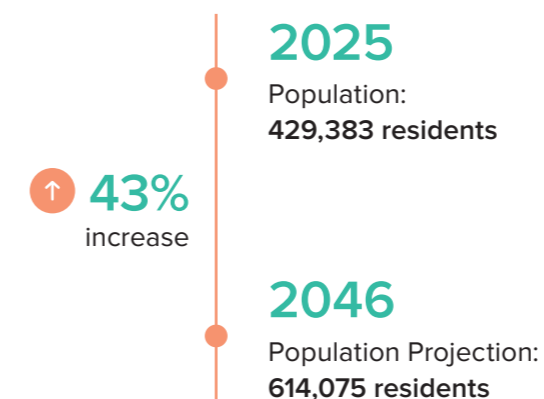 2025
Population:
429,383 residents
43%
increase
2046
Population Projection:
614,075 residents